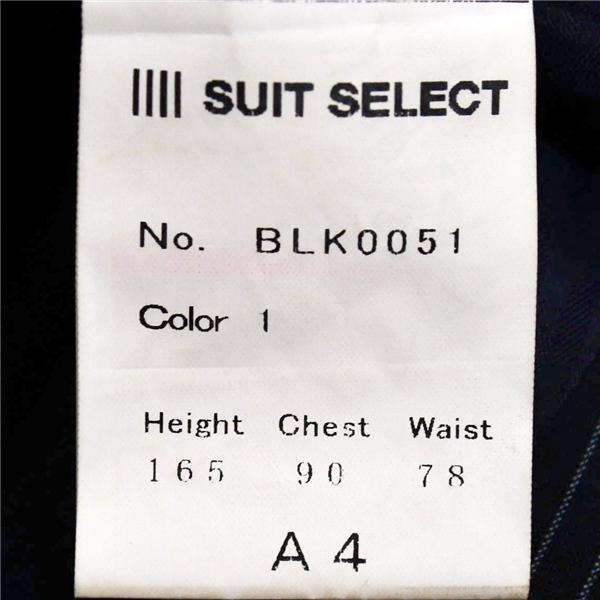 SUIT SELECT
No. BLK0051
Color 1
Height Chest Waist
165 90 78
A4